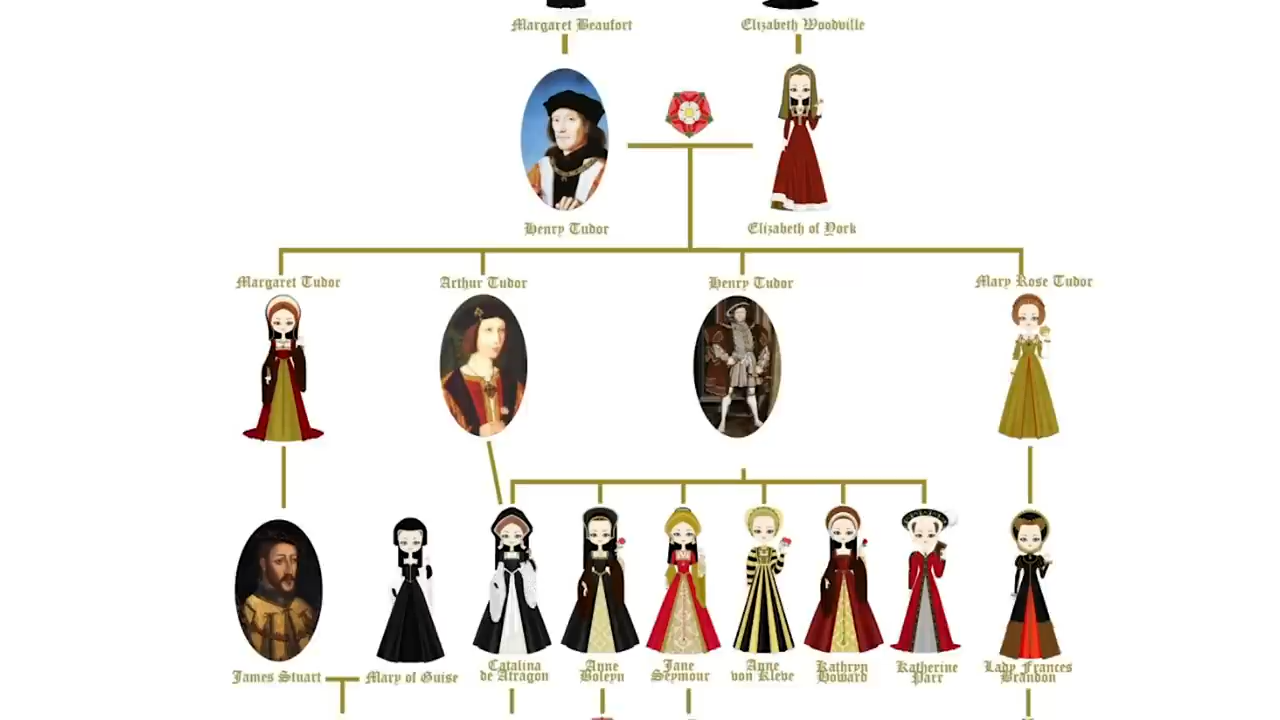 Margaret Beaufort
Elizabeth Woodville
Henry Tudor
Elizabeth of York
Margaret Tudor
Arthur Tudor
Henry Tudor
Mary Rose Tudor
James Stuart
Mary of Guise
Catalina
de Atragon
Anne
Boleyn
Jane
Seymour
Anne
von Kleve
Kathryn
Howard
Katherine
Parr
Lady Frances
Brandon